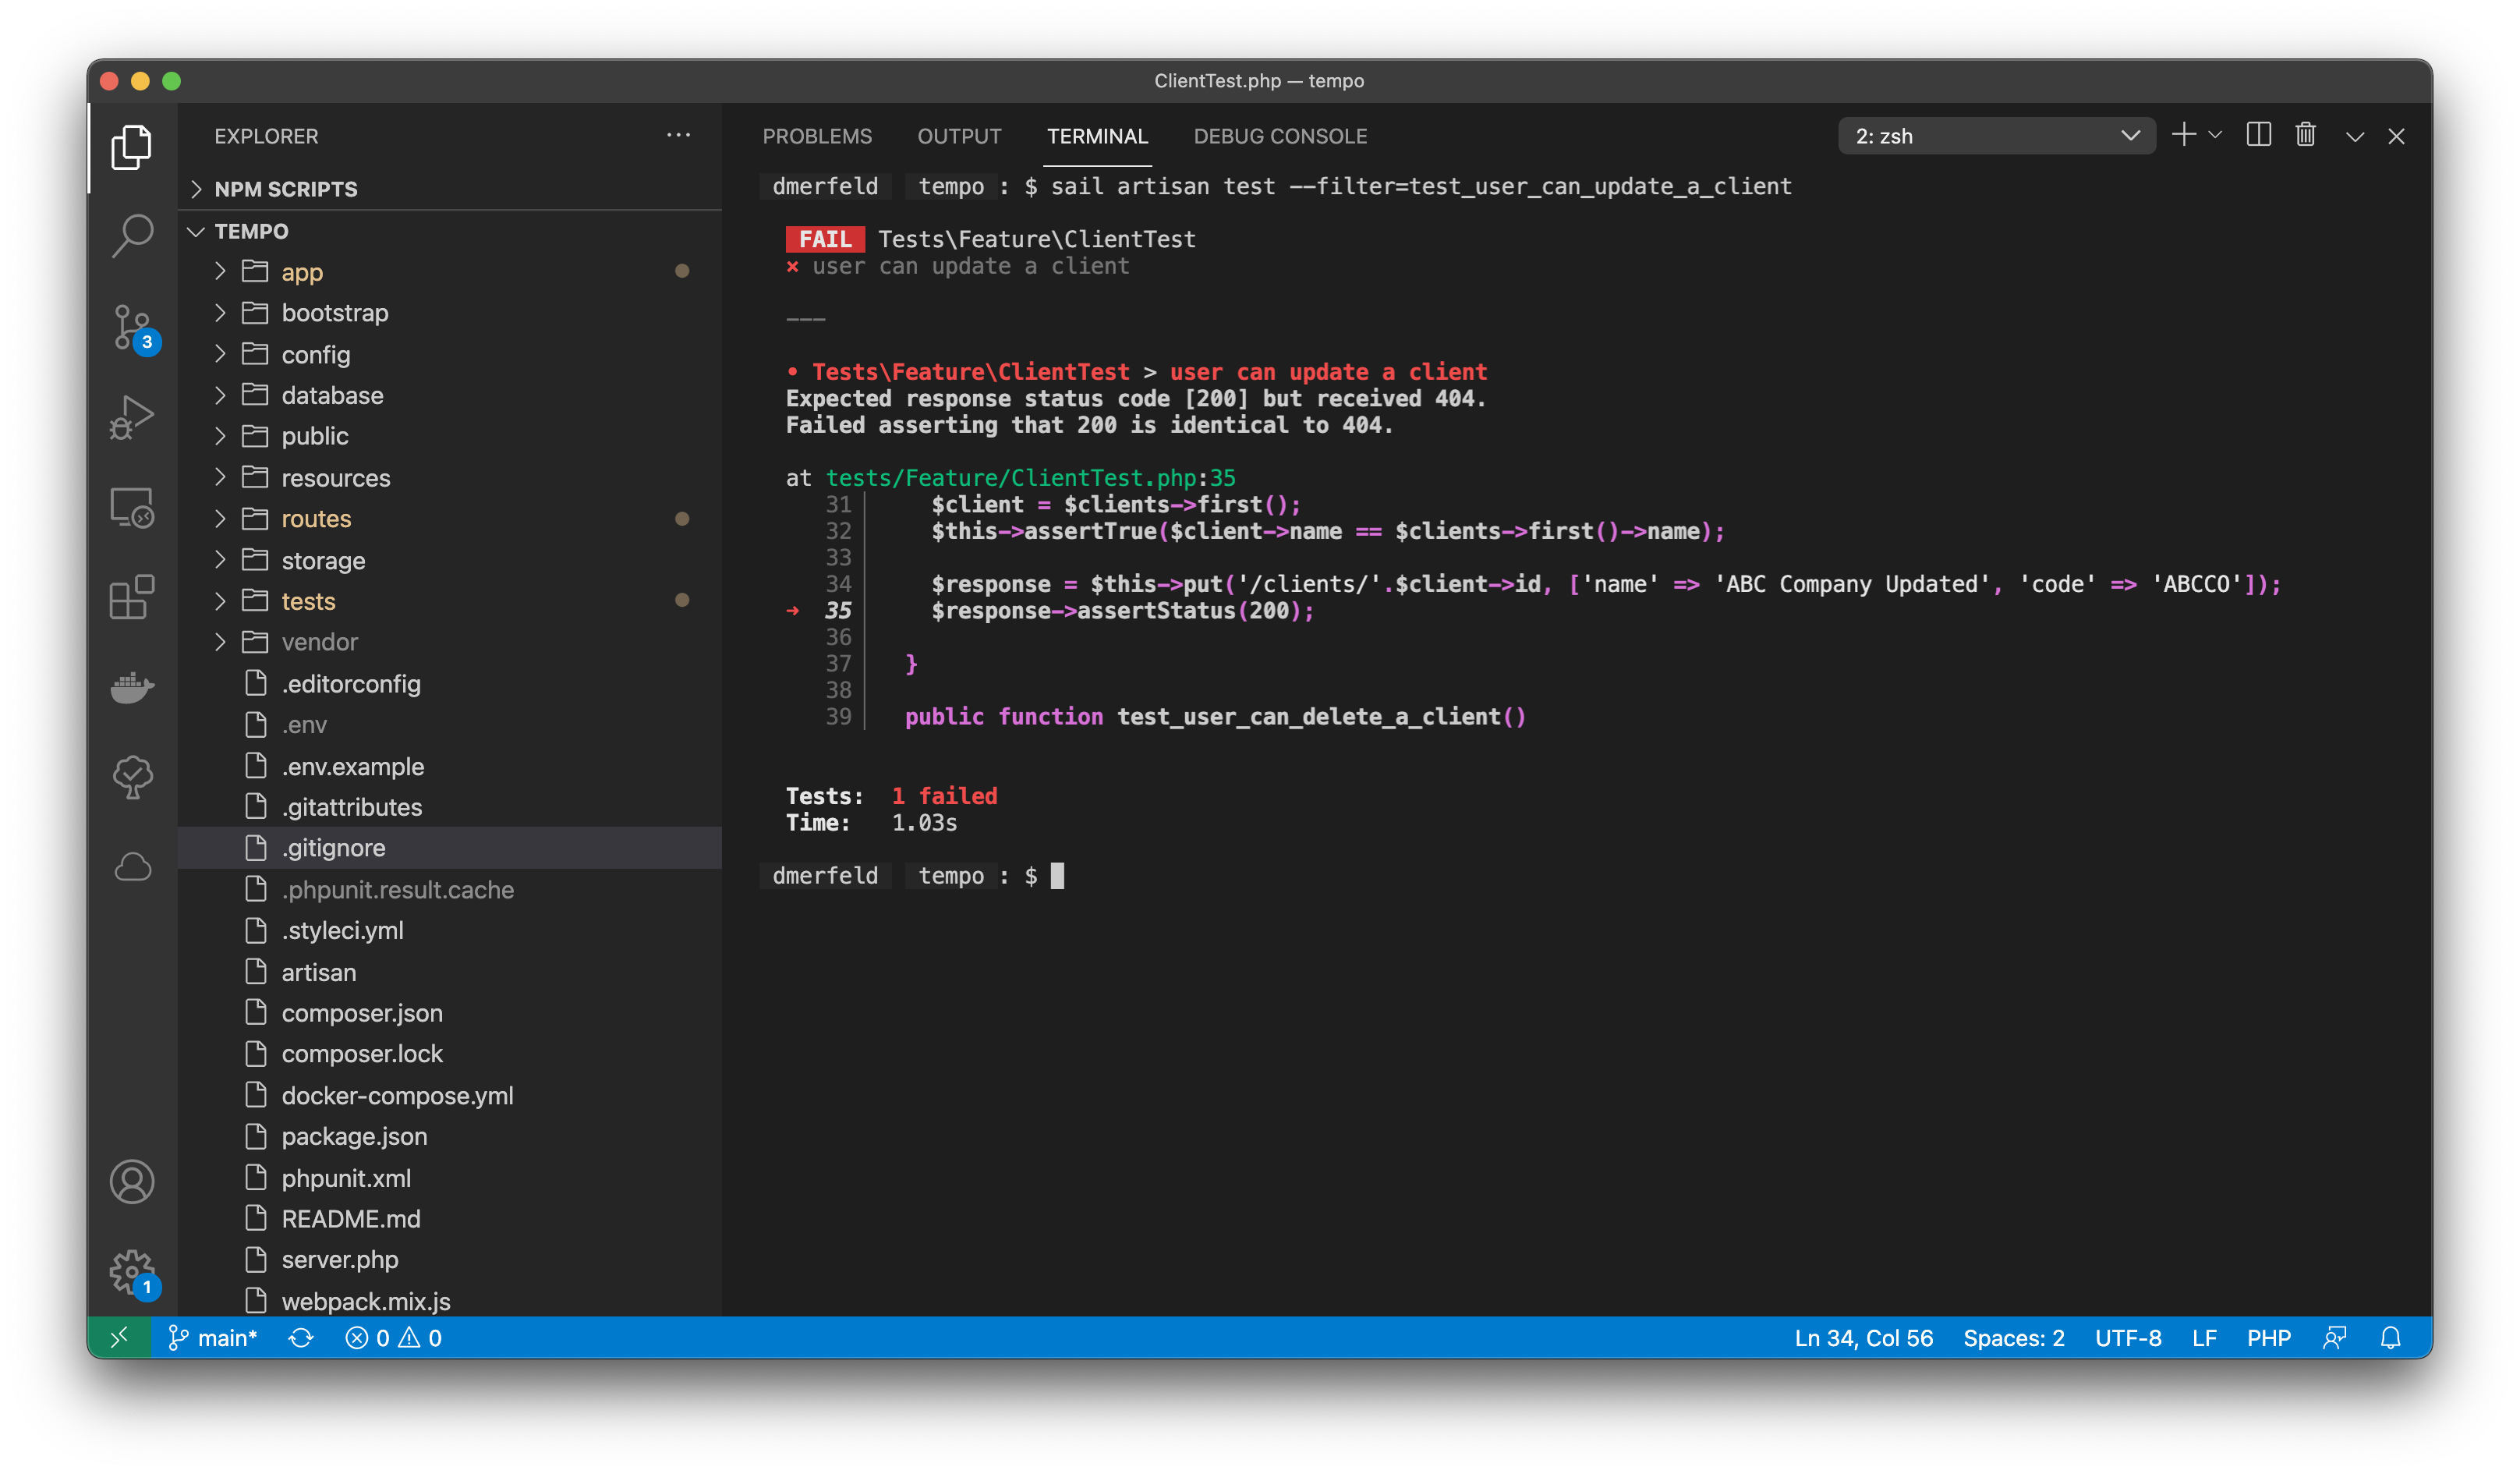 ClientTest.php — tempo
EXPLORER
NPM SCRIPTS
TEMPO
app
bootstrap
config
database
public
resources
routes
storage
tests
vendor
.editorconfig
.env
.env.example
.gitattributes
.gitignore
.phpunit.result.cache
.styleci.yml
artisan
composer.json
composer.lock
docker-compose.yml
package.json
phpunit.xml
README.md
server.php
webpack.mix.js
3
1
PROBLEMS OUTPUT TERMINAL DEBUG CONSOLE 2: zsh
dmerfeld tempo : $ sail artisan test --filter=test_user_can_update_a_client
FAIL Tests\Feature\ClientTest
⨯ user can update a client
---
• Tests\Feature\ClientTest > user can update a client
Expected response status code [200] but received 404.
Failed asserting that 200 is identical to 404.
at tests/Feature/ClientTest.php:35
31 $client = $clients->first();
32 $this->assertTrue($client->name == $clients->first()->name);
33
34 $response = $this->put('/clients/'.$client->id, ['name' => 'ABC Company Updated', 'code' => 'ABCCO']);
➜ 35 $response->assertStatus(200);
36
37 }
38
39 public function test_user_can_delete_a_client()
Tests: 1 failed
Time: 1.03s
dmerfeld tempo : $
main* 0 0 Ln 34, Col 56 Spaces: 2 UTF-8 LF PHP